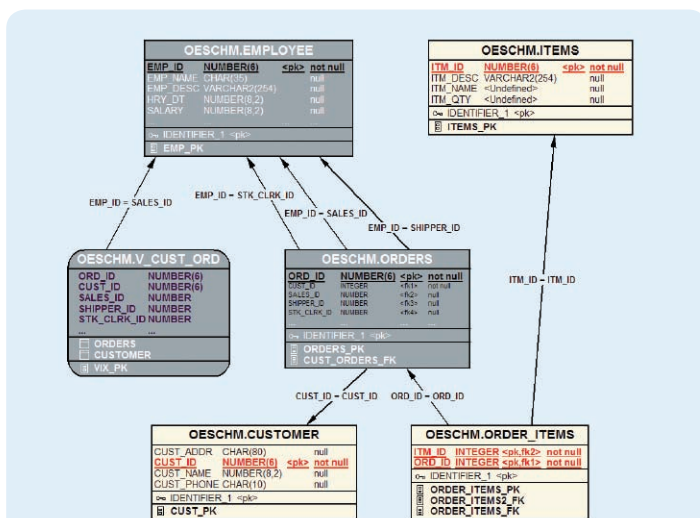 OESCHM.EMPLOYEE
EMP_ID NUMBER(6) <pk> not null
EMP_NAME CHAR(35) null
EMP_DESC VARCHAR2(254) null
HRY_DT NUMBER(6,2) null
SALARY NUMBER(8,2) null
... ... ...
IDENTIFIER_1 <pk>
EMP_PK
OESCHM.ITEMS
ITM_ID NUMBER(6) <pk> not null
ITM_DESC VARCHAR2(254) null
ITM_NAME <Undefined> null
ITM_QTY <Undefined> null
IDENTIFIER_1 <pk>
ITEMS_PK
EMP_ID = SALES_ID
EMP_ID = STK_CLRK_ID
EMP_ID = SALES_ID
EMP_ID = SHIPPER_ID
ITM_ID = ITM_ID
OESCHM.V_CUST_ORD
ORD_ID NUMBER(6)
CUST_ID NUMBER(6)
SALES_ID NUMBER
SHIPPER_ID NUMBER
STK_CLRK_ID NUMBER
... ...
ORDERS
CUSTOMER
VIX_PK
OESCHM.ORDERS
ORD_ID NUMBER(6) <pk> not null
CUST_ID INTEGER <fk1> not null
SALES_ID NUMBER <fk2> null
SHIPPER_ID NUMBER <fk3> null
STK_CLRK_ID NUMBER <fk4> null
... ... ...
IDENTIFIER_1 <pk>
ORDERS_PK
CUST_ORDERS_FK
CUST_ID = CUST_ID
ORD_ID = ORD_ID
OESCHM.CUSTOMER
CUST_ADDR CHAR(80) null
CUST_ID NUMBER(6) <pk> not null
CUST_NAME NUMBER(8,2) null
CUST_PHONE CHAR(10) null
IDENTIFIER_1 <pk>
CUST_PK
OESCHM.ORDER_ITEMS
ITM_ID INTEGER <pk,fk2> not null
ORD_ID INTEGER <pk,fk1> not null
IDENTIFIER_1 <pk>
ORDER_ITEMS_PK
ORDER_ITEMS2_FK
ORDER_ITEMS_FK